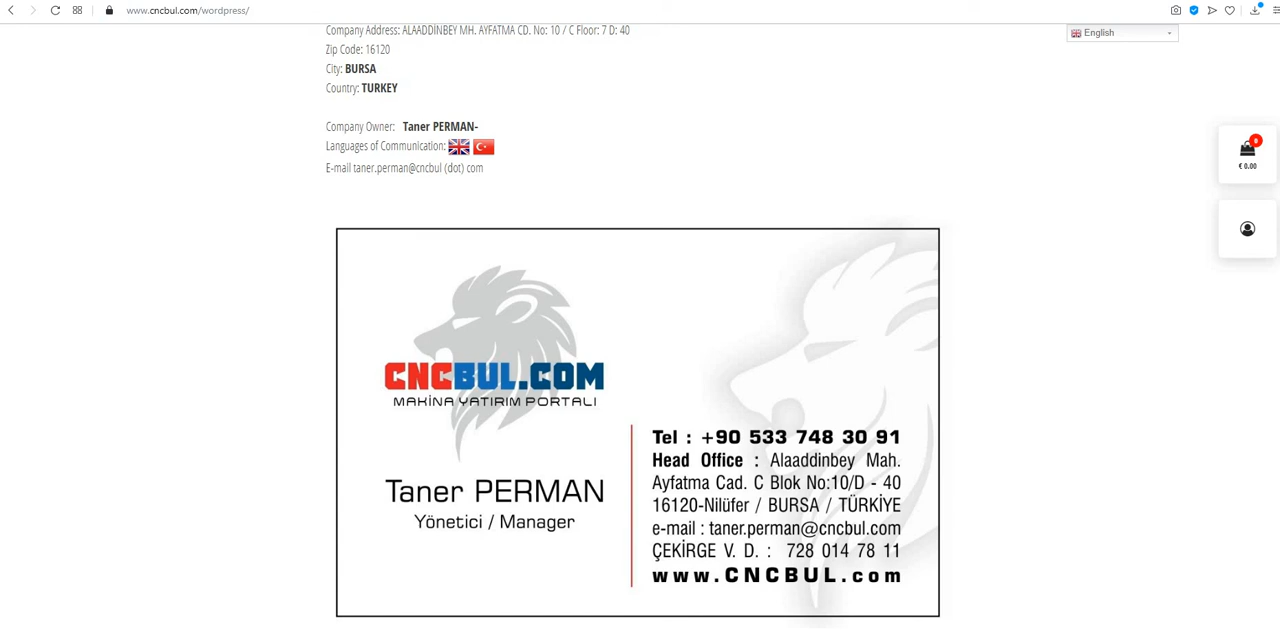 www.cncbul.com/wordpress/
Company Address: ALAADDİNBEY MH. AYFATMA CD. No: 10 / C Floor: 7 D: 40
English
Zip Code: 16120
City: BURSA
Country: TURKEY
Company Owner: Taner PERMAN-
Languages of Communication:
E-mail taner.perman@cncbul (dot) com
0
€ 0.00
CNCBUL.COM
MAKİNA YATIRIM PORTALI
Taner PERMAN
Yönetici / Manager
Tel : +90 533 748 30 91
Head Office : Alaaddinbey Mah.
Ayfatma Cad. C Blok No:10/D - 40
16120-Nilüfer / BURSA / TÜRKİYE
e-mail : taner.perman@cncbul.com
ÇEKİRGE V. D. : 728 014 78 11
www.CNCBUL.com